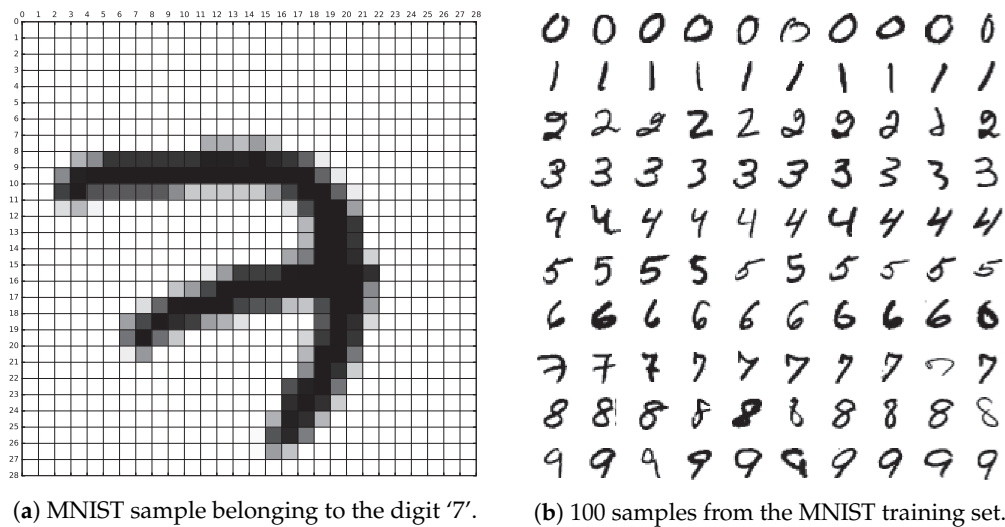 0 1 2 3 4 5 6 7 8 9 10 11 12 13 14 15 16 17 18 19 20 21 22 23 24 25 26 27 28
0
1
2
3
4
5
6
7
8
9
10
11
12
13
14
15
16
17
18
19
20
21
22
23
24
25
26
27
28
(a) MNIST sample belonging to the digit ‘7’.
0 0 0 0 0 0 0 0 0 0
1 1 1 1 1 1 1 1 1 1
2 2 2 2 2 2 2 2 2 2
3 3 3 3 3 3 3 3 3 3
4 4 4 4 4 4 4 4 4 4
5 5 5 5 5 5 5 5 5 5
6 6 6 6 6 6 6 6 6 6
7 7 7 7 7 7 7 7 7 7
8 8 8 8 8 8 8 8 8 8
9 9 9 9 9 9 9 9 9 9
(b) 100 samples from the MNIST training set.